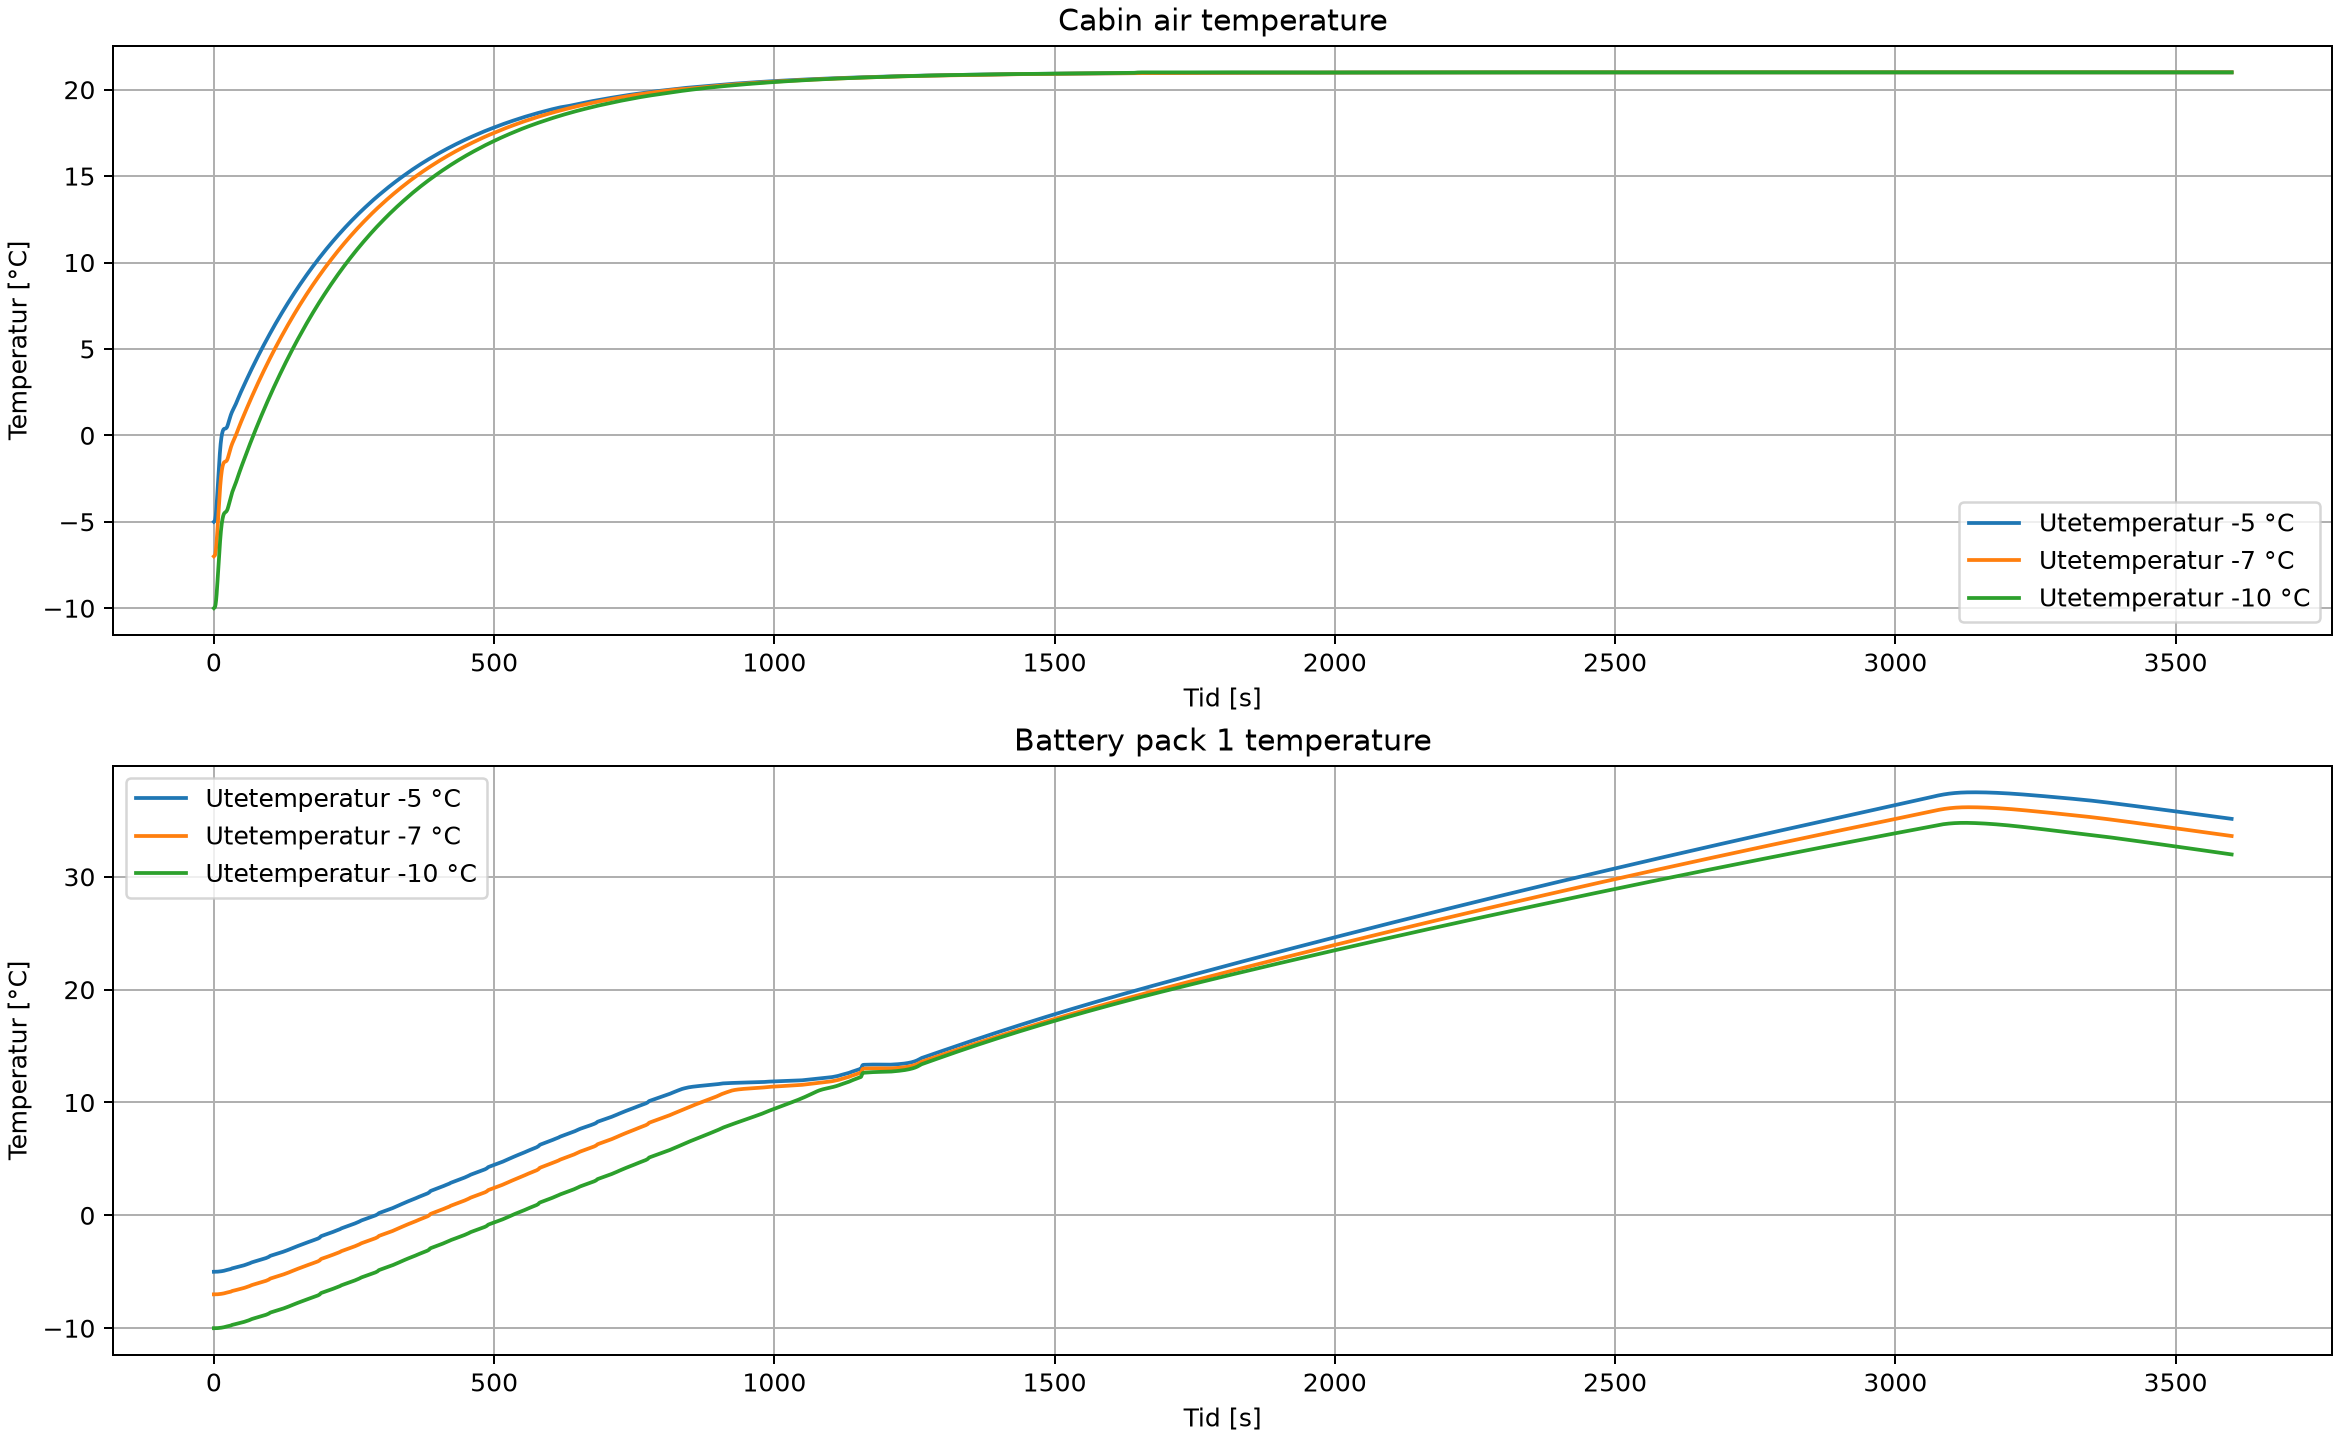 Cabin air temperature
Temperatur [°C]
20
15
10
5
0
−5
−10
Utetemperatur -5 °C
Utetemperatur -7 °C
Utetemperatur -10 °C
0 500 1000 1500 2000 2500 3000 3500
Tid [s]
Battery pack 1 temperature
Temperatur [°C]
Utetemperatur -5 °C
Utetemperatur -7 °C
Utetemperatur -10 °C
30
20
10
0
−10
0 500 1000 1500 2000 2500 3000 3500
Tid [s]